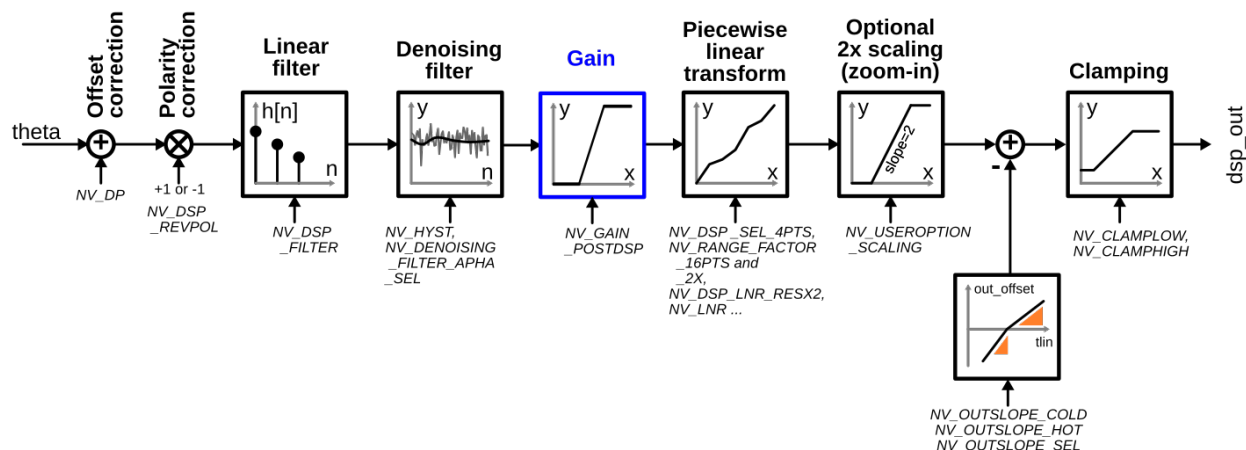 Offset
correction
Polarity
correction
Linear
filter
Denoising
filter
Gain
Piecewise
linear
transform
Optional
2x scaling
(zoom-in)
Clamping
theta
+
h[n]
n
y
n
y
x
y
x
y
slope=2
x
+
-
y
x
dsp_out
NV_DP
+1 or -1
NV_DSP
_REVPOL
NV_DSP
_FILTER
NV_HYST,
NV_DENOISING
_FILTER_APHA
_SEL
NV_GAIN
_POSTDSP
NV_DSP_SEL_4PTS,
NV_RANGE_FACTOR
_16PTS and
_2X,
NV_DSP_LNR_RESX2,
NV_LNR ...
NV_USEROPTION
_SCALING
NV_CLAMPLOW,
NV_CLAMPHIGH
out_offset
tlin
NV_OUTSLOPE_COLD
NV_OUTSLOPE_HOT
NV_OUTSLOPE_SEL